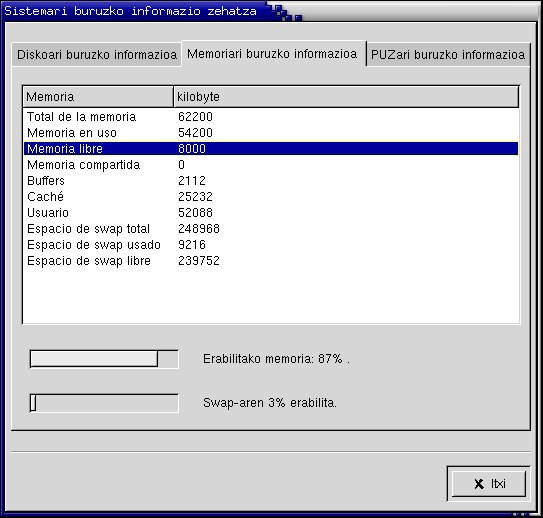 Sistemari buruzko informazio zehatza
Diskoari buruzko informazioa Memoriari buruzko informazioa PUZari buruzko informazioa
Memoria kilobyte
Total de la memoria 62200
Memoria en uso 54200
Memoria libre 8000
Memoria compartida 0
Buffers 2112
Caché 25232
Usuario 52088
Espacio de swap total 248968
Espacio de swap usado 9216
Espacio de swap libre 239752
Erabilitako memoria: 87% .
Swap-aren 3% erabilita.
Itxi